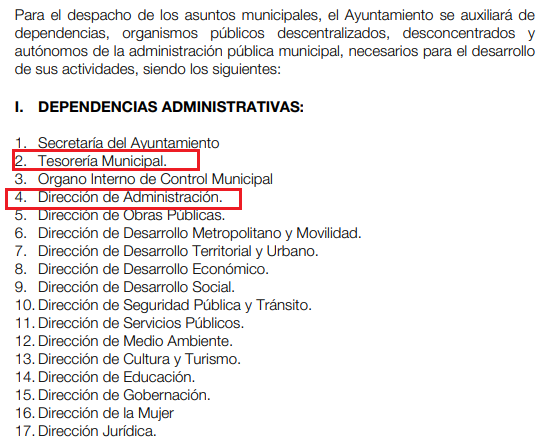 Para el despacho de los asuntos municipales, el Ayuntamiento se auxiliará de
dependencias, organismos públicos descentralizados, desconcentrados y
autónomos de la administración pública municipal, necesarios para el desarrollo
de sus actividades, siendo los siguientes:
I. DEPENDENCIAS ADMINISTRATIVAS:
1. Secretaría del Ayuntamiento
2. Tesorería Municipal.
3. Organo Interno de Control Municipal
4. Dirección de Administración.
5. Dirección de Obras Públicas.
6. Dirección de Desarrollo Metropolitano y Movilidad.
7. Dirección de Desarrollo Territorial y Urbano.
8. Dirección de Desarrollo Económico.
9. Dirección de Desarrollo Social.
10. Dirección de Seguridad Pública y Tránsito.
11. Dirección de Servicios Públicos.
12. Dirección de Medio Ambiente.
13. Dirección de Cultura y Turismo.
14. Dirección de Educación.
15. Dirección de Gobernación.
16. Dirección de la Mujer
17. Dirección Jurídica.